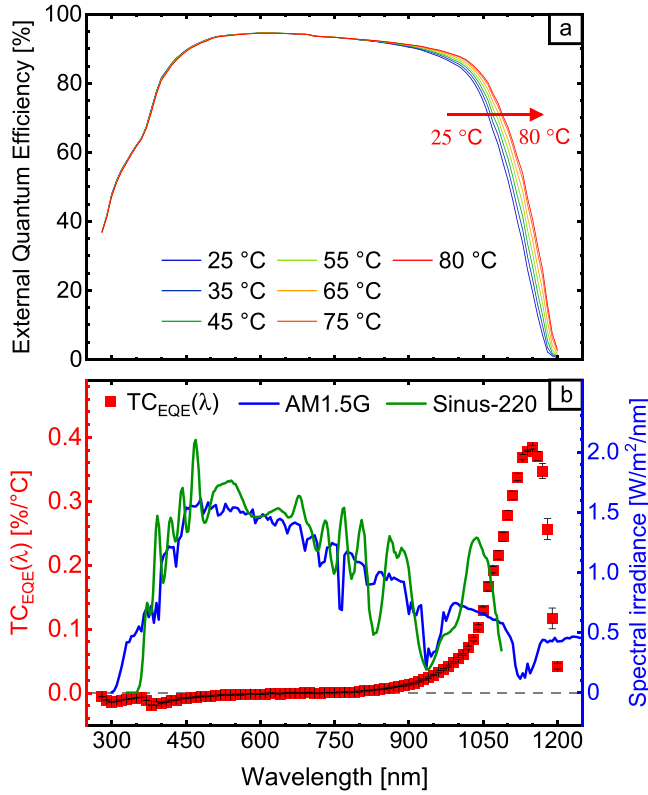 a
External Quantum Efficiency [%]
100
80
60
40
20
0
25 °C
80 °C
25 °C 55 °C 80 °C
35 °C 65 °C
45 °C 75 °C
b
TC_EQE(λ) AM1.5G Sinus-220
TC_EQE(λ) [%/°C]
0.4
0.3
0.2
0.1
0.0
2.0
1.5
1.0
0.5
0
Spectral irradiance [W/m²/nm]
300 450 600 750 900 1050 1200
Wavelength [nm]